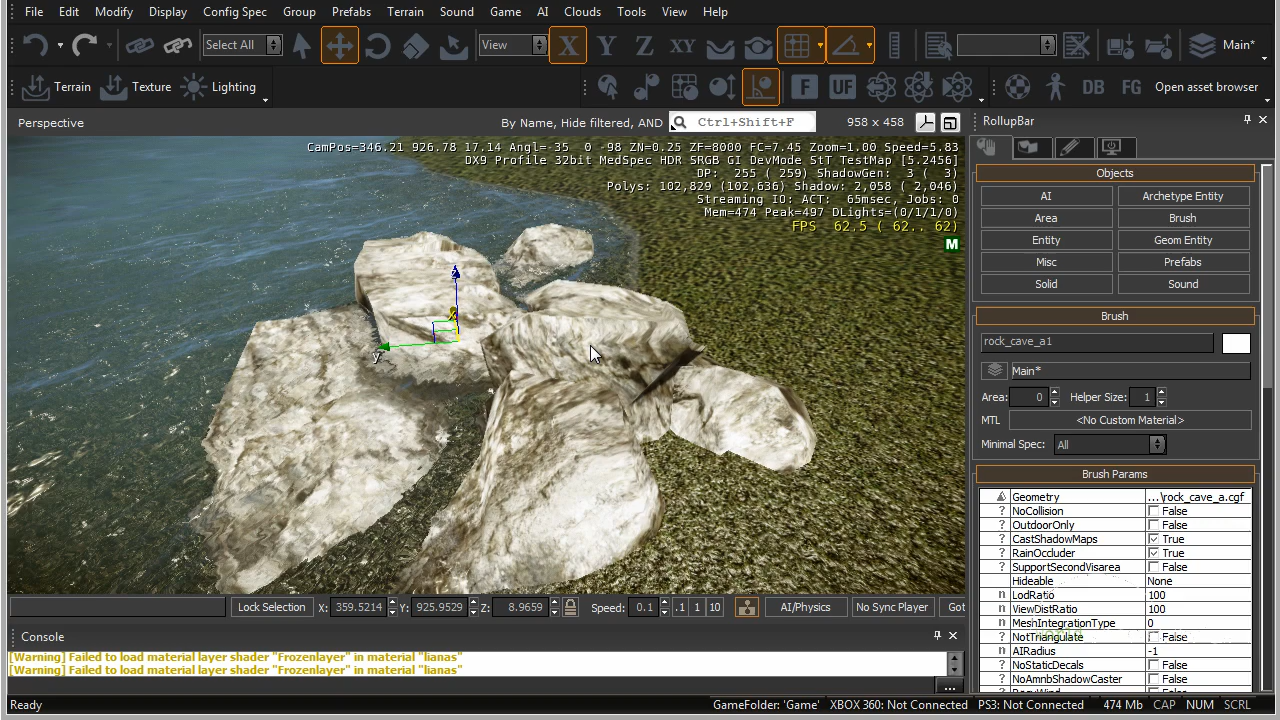 File Edit Modify Display Config Spec Group Prefabs Terrain Sound Game AI Clouds Tools View Help
Select All View X Y Z XY Main*
Terrain Texture Lighting F UF DB FG Open asset browser
Perspective By Name, Hide filtered, AND Ctrl+Shift+F 958 x 458
CamPos=346.21 926.78 17.14 Angl=-35 0 -98 ZN=0.25 ZF=8000 FC=7.45 Zoom=1.00 Speed=5.83
DX9 Profile 32bit MedSpec HDR SRGB GI DevMode StT TestMap [5.2456]
DP: 255 ( 259) ShadowGen: 3 ( 3)
Polys: 102,829 (102,636) Shadow: 2,058 ( 2,046)
Streaming IO: ACT: 65msec, Jobs: 0
Mem=474 Peak=497 DLights=(0/1/1/0)
FPS 62.5 ( 62.. 62)
M
y
RollupBar
Objects
AI Archetype Entity
Area Brush
Entity Geom Entity
Misc Prefabs
Solid Sound
Brush
rock_cave_a1
Main*
Area: 0 Helper Size: 1
MTL <No Custom Material>
Minimal Spec: All
Brush Params
Geometry ...\rock_cave_a.cgf
? NoCollision False
? OutdoorOnly False
? CastShadowMaps True
? RainOccluder True
? SupportSecondVisarea False
Hideable None
n LodRatio 100
n ViewDistRatio 100
n MeshIntegrationType 0
? NotTriangulate False
n AIRadius -1
? NoStaticDecals False
? NoAmnbShadowCaster False
Lock Selection X: 359.5214 Y: 925.9529 Z: 8.9659 Speed: 0.1 .1 1 10 AI/Physics No Sync Player Got
Console
[Warning] Failed to load material layer shader "Frozenlayer" in material "lianas"
[Warning] Failed to load material layer shader "Frozenlayer" in material "lianas"
...
Ready GameFolder: 'Game' XBOX 360: Not Connected PS3: Not Connected 474 Mb CAP NUM SCRL